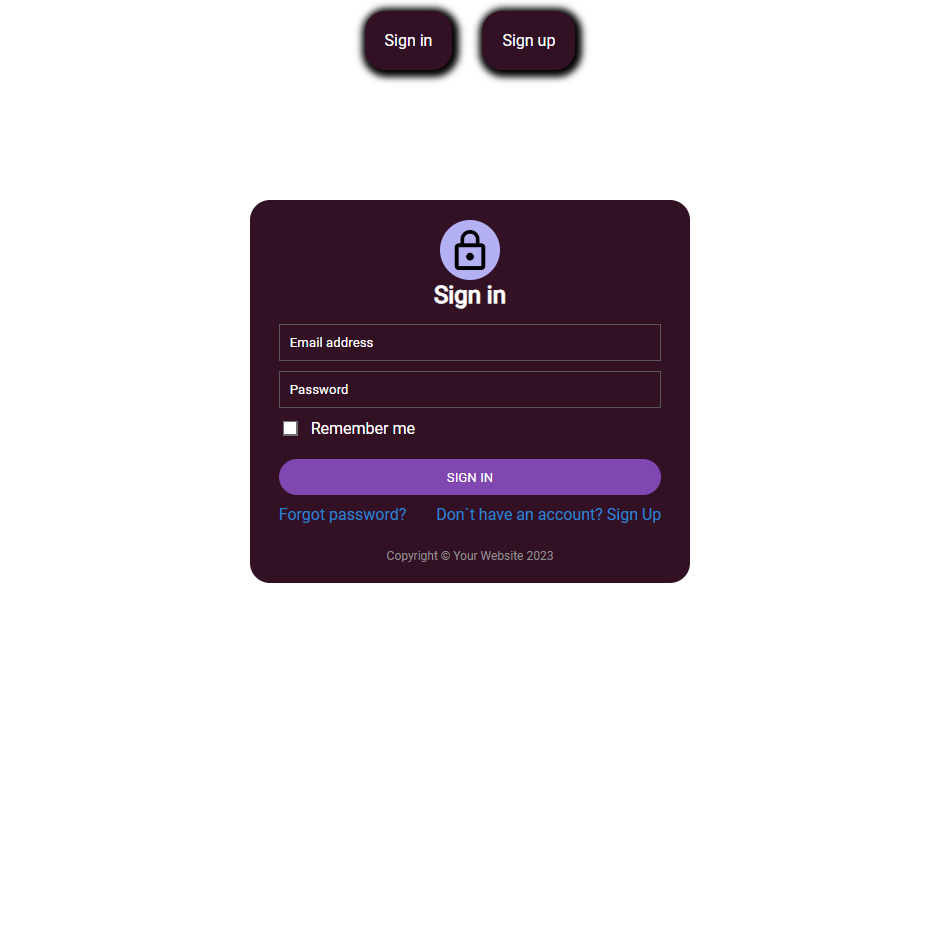 Sign in Sign up
Sign in
Email address
Password
Remember me
SIGN IN
Forgot password? Don`t have an account? Sign Up
Copyright © Your Website 2023